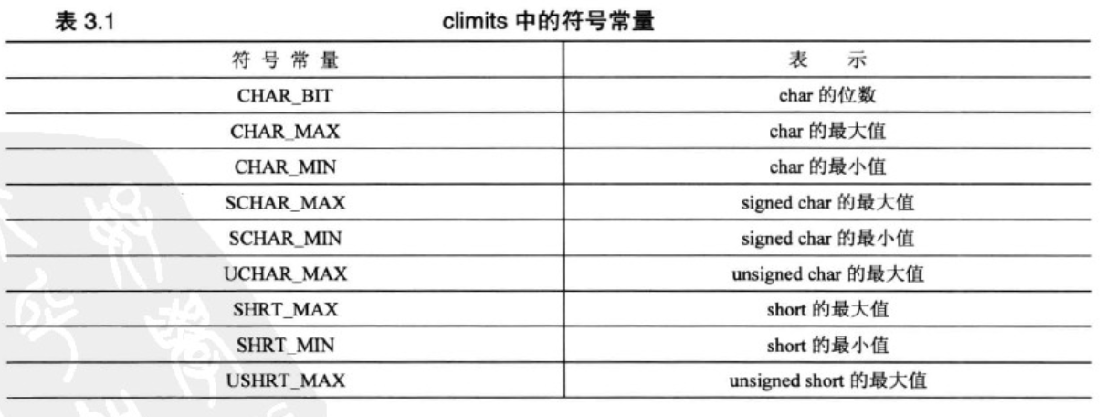 表 3.1 climits 中的符号常量
符 号 常 量 表 示
CHAR_BIT char 的位数
CHAR_MAX char 的最大值
CHAR_MIN char 的最小值
SCHAR_MAX signed char 的最大值
SCHAR_MIN signed char 的最小值
UCHAR_MAX unsigned char 的最大值
SHRT_MAX short 的最大值
SHRT_MIN short 的最小值
USHRT_MAX unsigned short 的最大值